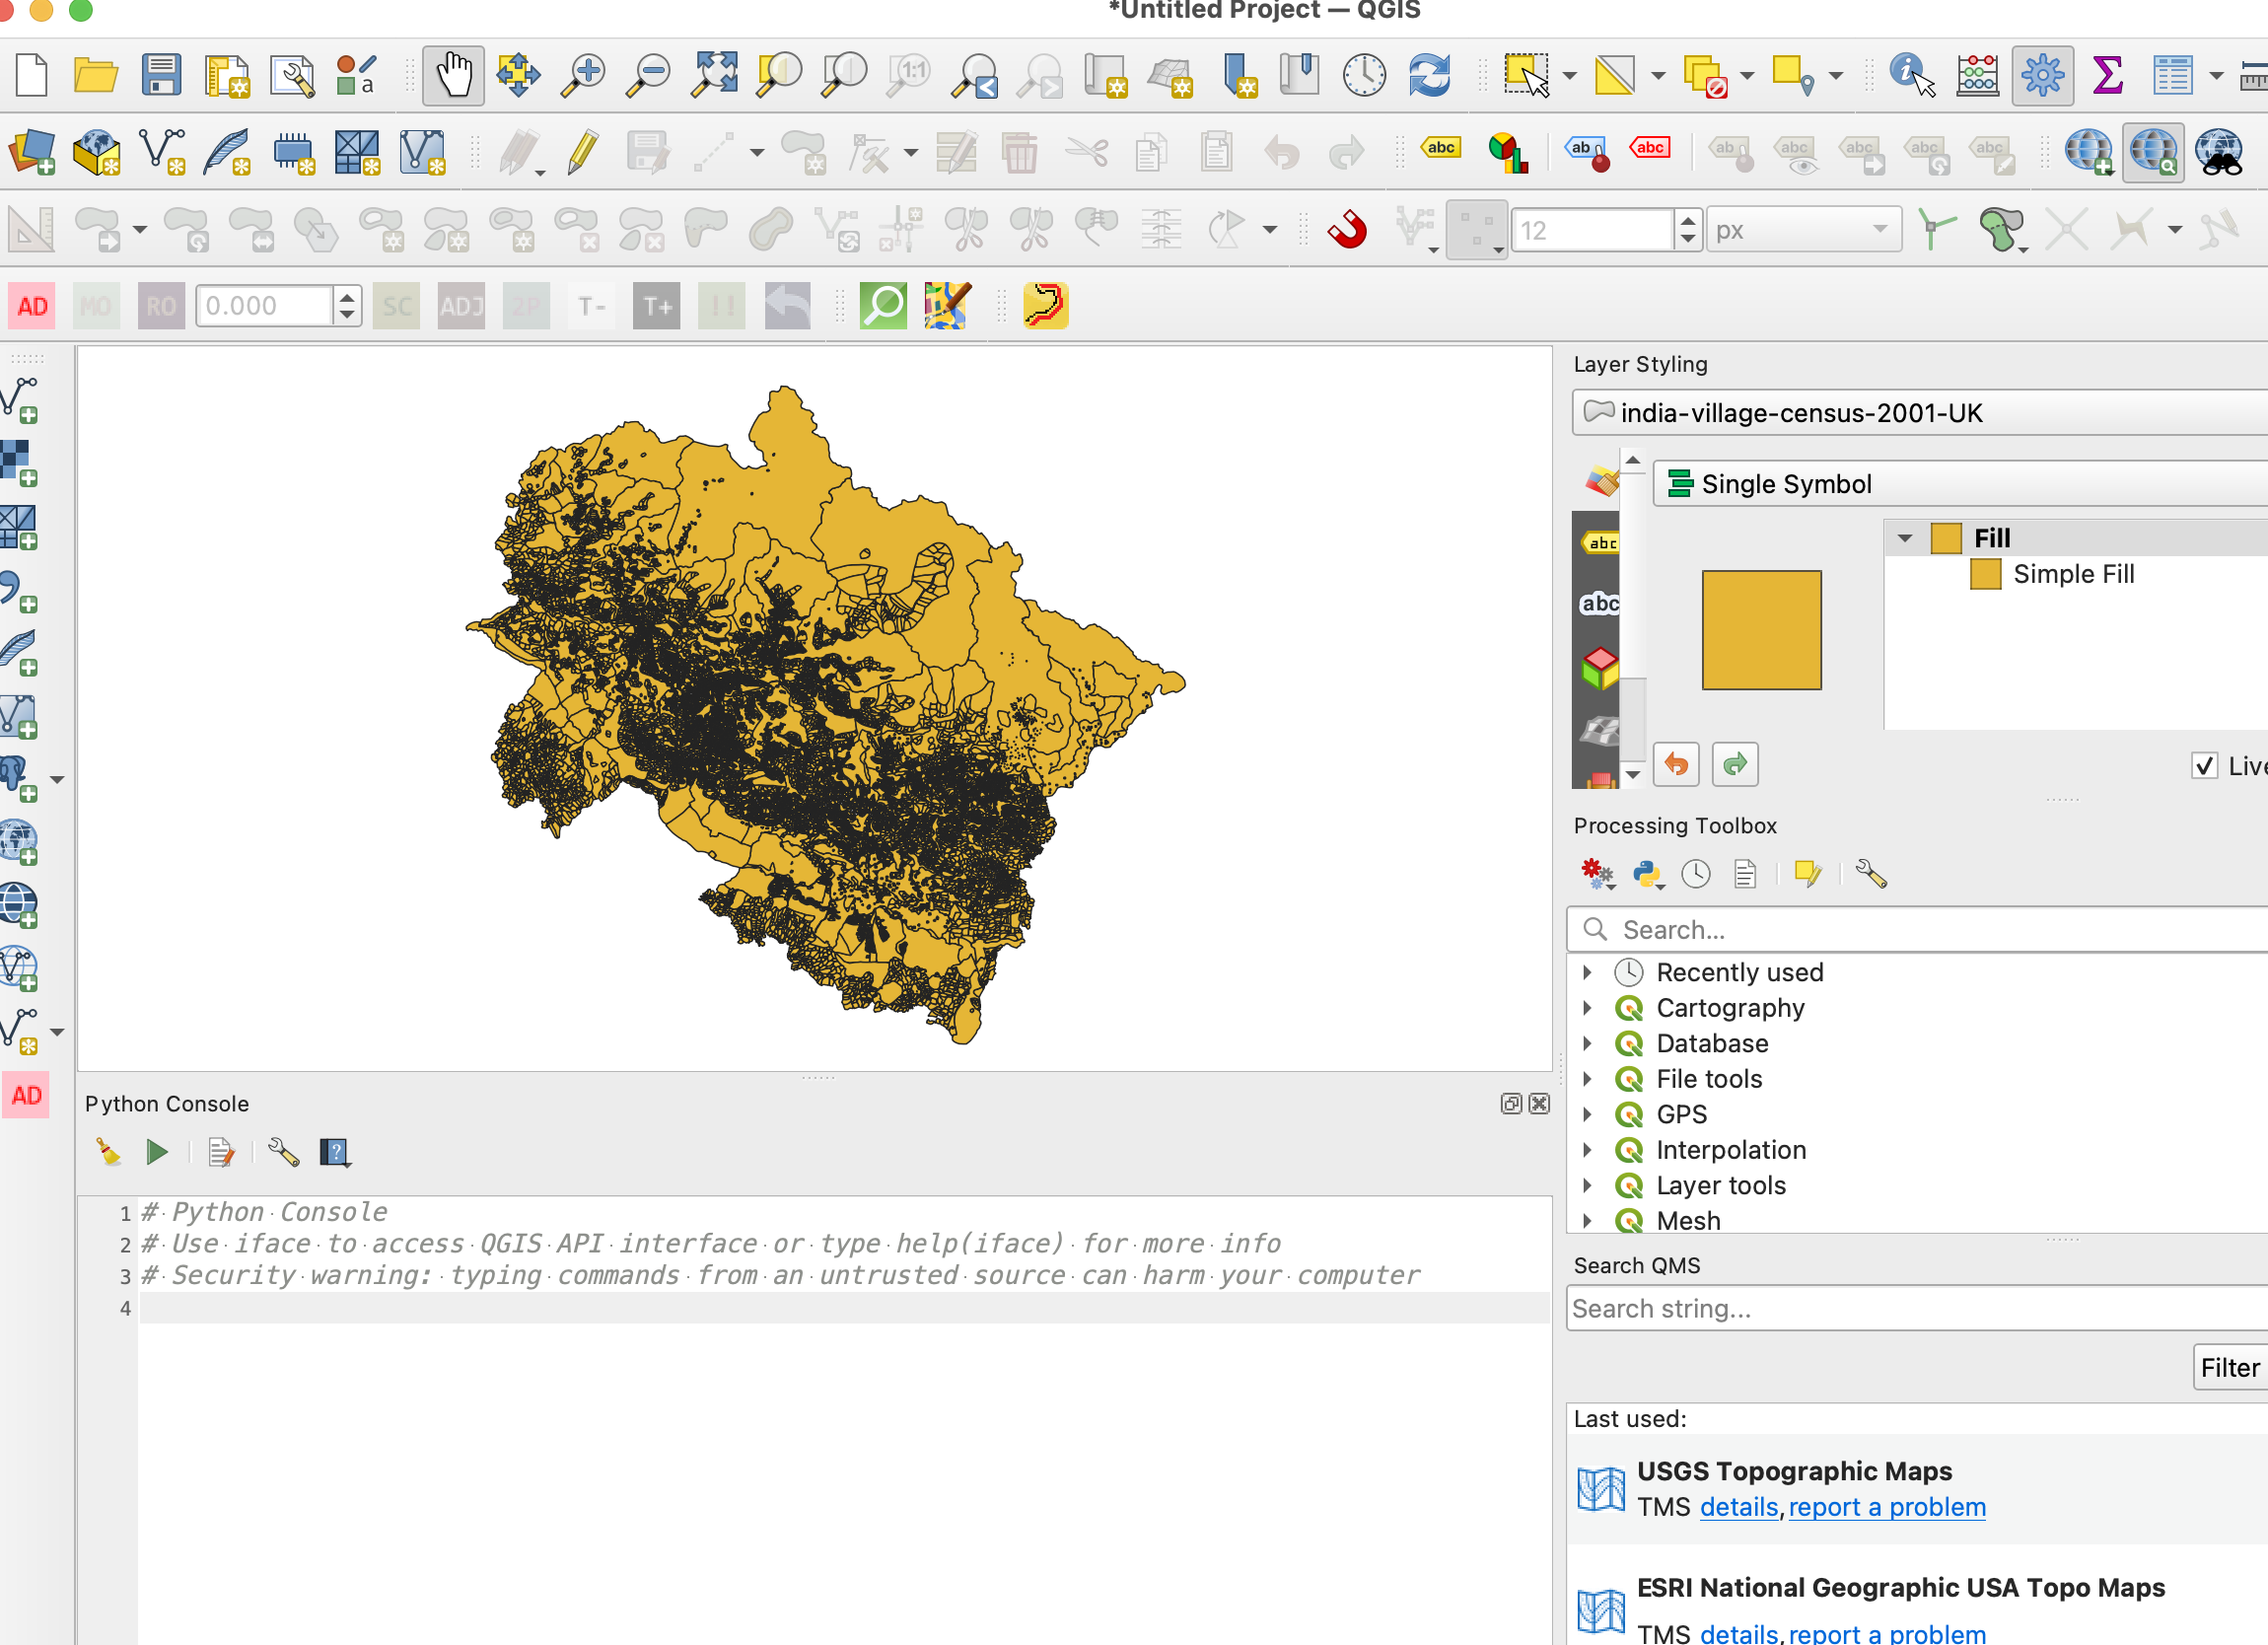 *Untitled Project — QGIS
1:1
a
abc
ab
abc
ab
abc
abc
abc
abc
12
px
AD
MO
RO
0.000
SC
ADJ
2P
T-
T+
!!
Layer Styling
india-village-census-2001-UK
Single Symbol
abc
abc
Fill
Simple Fill
Live
Processing Toolbox
Search...
Recently used
Cartography
Database
File tools
GPS
Interpolation
Layer tools
Mesh
AD
Python Console
1 # Python Console
2 # Use iface to access QGIS API interface or type help(iface) for more info
3 # Security warning: typing commands from an untrusted source can harm your computer
4
Search QMS
Search string...
Filter
Last used:
USGS Topographic Maps
TMS details, report a problem
ESRI National Geographic USA Topo Maps
TMS details, report a problem